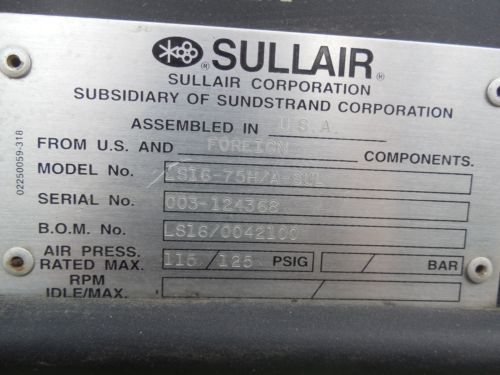 SULLAIR
SULLAIR CORPORATION
SUBSIDIARY OF SUNDSTRAND CORPORATION
ASSEMBLED IN U.S.A.
FROM U.S. AND FOREIGN COMPONENTS.
MODEL No. LS16-75H/A-SUL
SERIAL No. 003-124368
B.O.M. No. LS16/0042100
AIR PRESS. RATED MAX. 115/125 PSIG / BAR
RPM IDLE/MAX. /
02250059-318